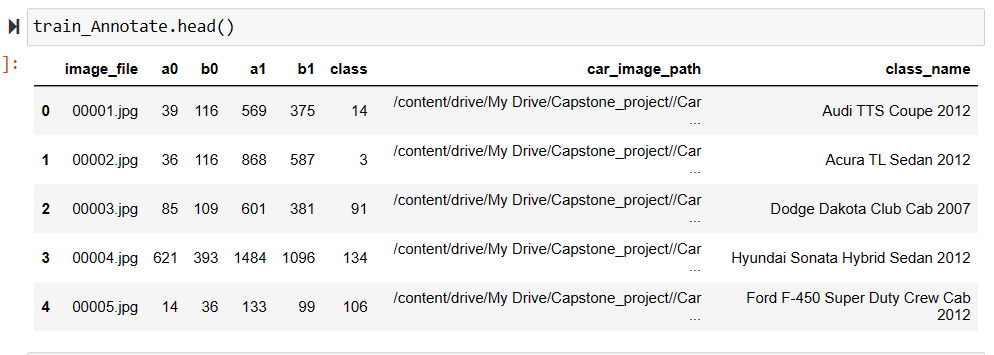 train_Annotate.head()
]:
image_file a0 b0 a1 b1 class car_image_path class_name
0 00001.jpg 39 116 569 375 14 /content/drive/My Drive/Capstone_project//Car ... Audi TTS Coupe 2012
1 00002.jpg 36 116 868 587 3 /content/drive/My Drive/Capstone_project//Car ... Acura TL Sedan 2012
2 00003.jpg 85 109 601 381 91 /content/drive/My Drive/Capstone_project//Car ... Dodge Dakota Club Cab 2007
3 00004.jpg 621 393 1484 1096 134 /content/drive/My Drive/Capstone_project//Car ... Hyundai Sonata Hybrid Sedan 2012
4 00005.jpg 14 36 133 99 106 /content/drive/My Drive/Capstone_project//Car ... Ford F-450 Super Duty Crew Cab 2012